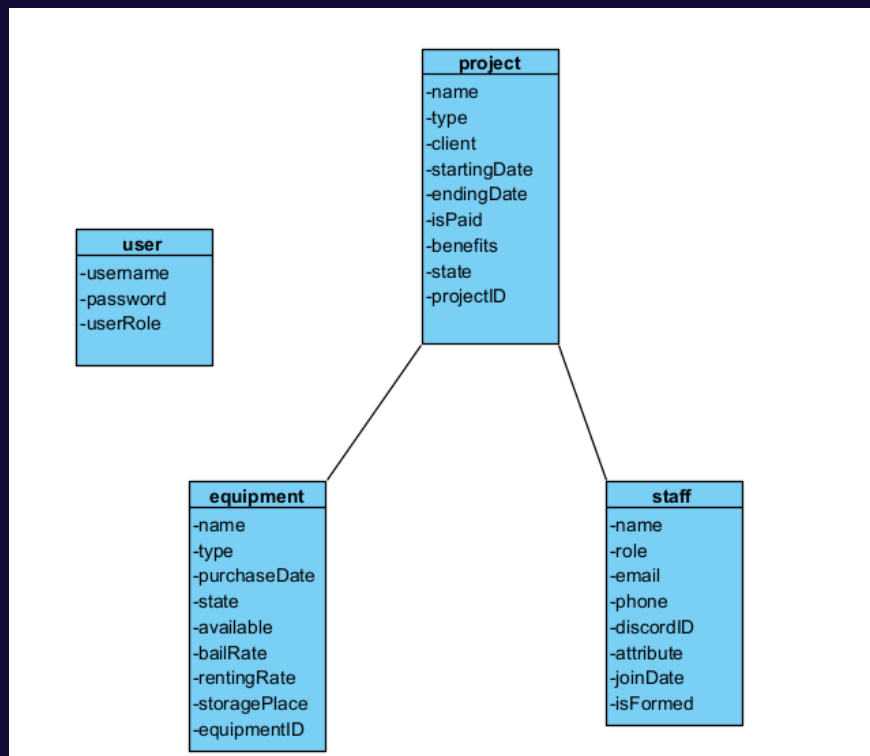 project
-name
-type
-client
-startingDate
-endingDate
-isPaid
-benefits
-state
-projectID
user
-username
-password
-userRole
equipment
-name
-type
-purchaseDate
-state
-available
-bailRate
-rentingRate
-storagePlace
-equipmentID
staff
-name
-role
-email
-phone
-discordID
-attribute
-joinDate
-isFormed